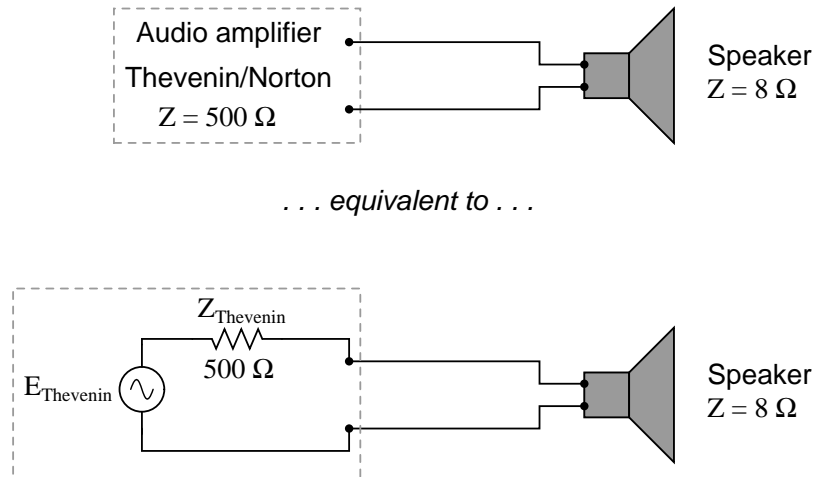 Audio amplifier
Thevenin/Norton
Z = 500 Ω
Speaker
Z = 8 Ω
. . . equivalent to . . .
Z_Thevenin
500 Ω
E_Thevenin
Speaker
Z = 8 Ω